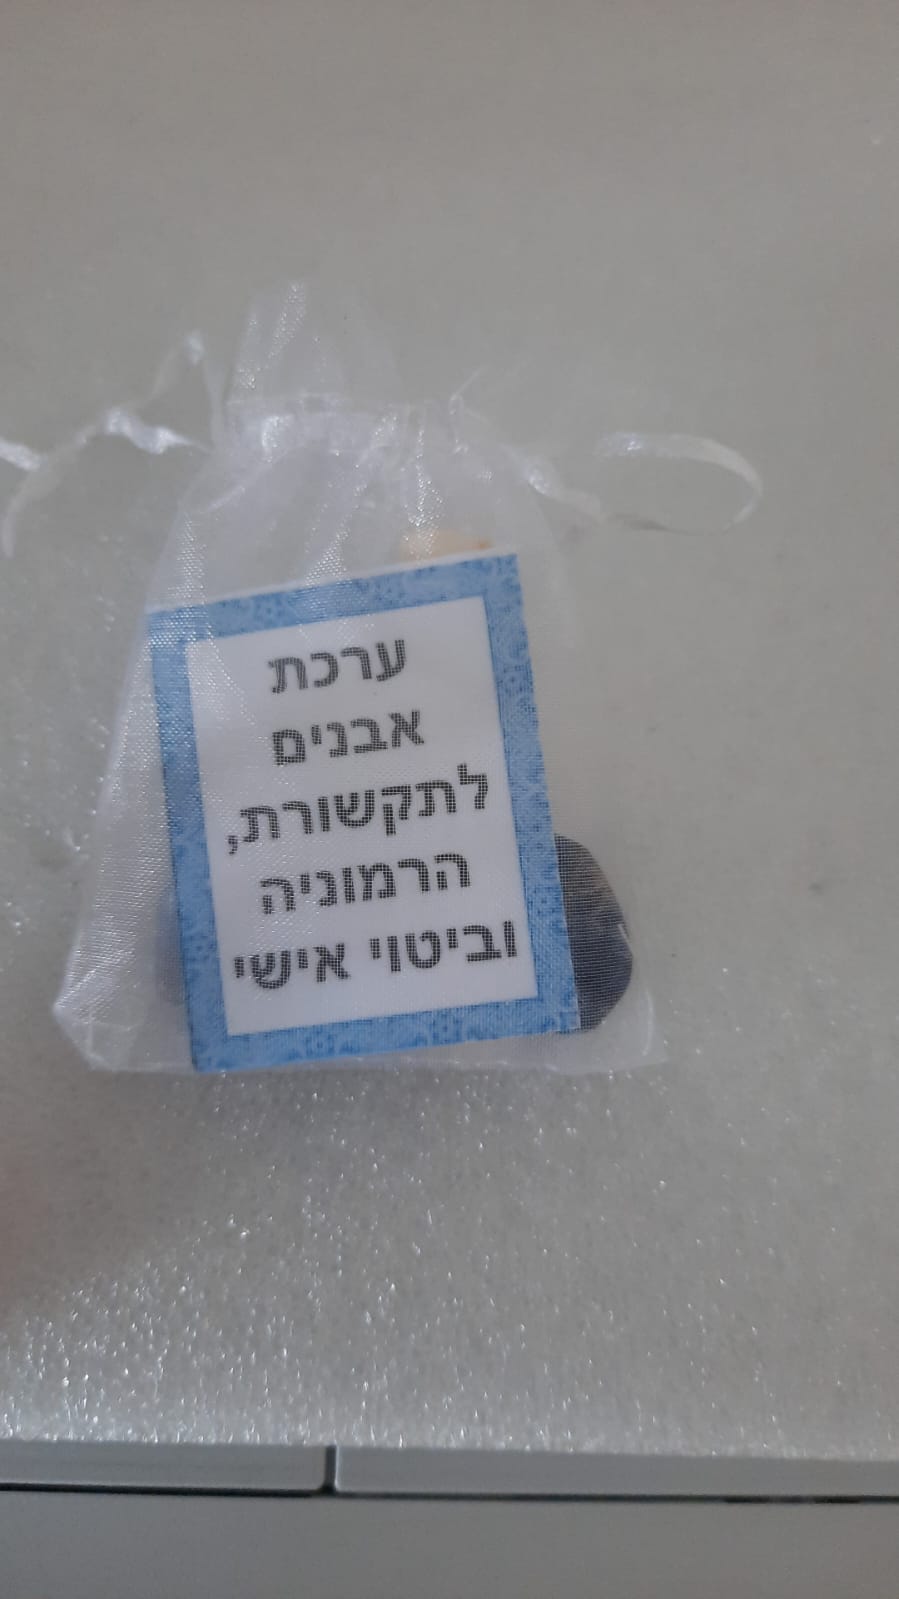 ערכת
אבנים
לתקשורת,
הרמוניה
וביטוי אישי